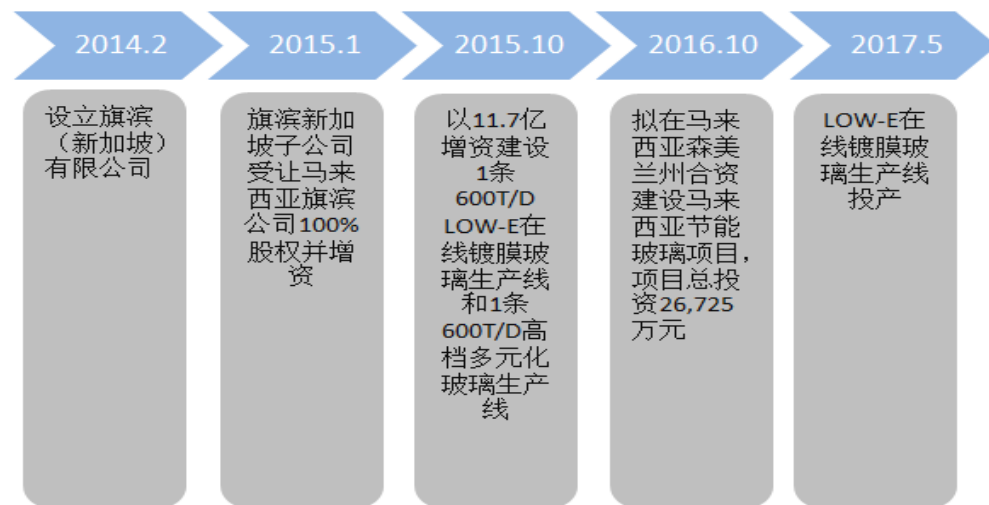 2014.2
2015.1
2015.10
2016.10
2017.5
设立旗滨
（新加坡）
有限公司
旗滨新加
坡子公司
受让马来
西亚旗滨
公司100%
股权并增
资
以11.7亿
增资建设
1条
600T/D
LOW-E在
线镀膜玻
璃生产线
和1条
600T/D高
档多元化
玻璃生产
线
拟在马来
西亚森美
兰州合资
建设马来
西亚节能
玻璃项目，
项目总投
资26,725
万元
LOW-E在
线镀膜玻
璃生产线
投产